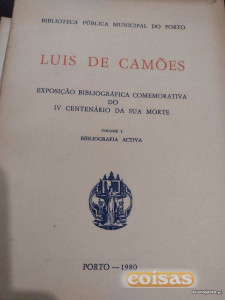 BIBLIOTECA PÚBLICA MUNICIPAL DO PORTO
LUIS DE CAMÕES
EXPOSIÇÃO BIBLIOGRÁFICA COMEMORATIVA
DO
IV CENTENÁRIO DA SUA MORTE
VOLUME I
BIBLIOGRAFIA ACTIVA
PORTO — 1980
coisas